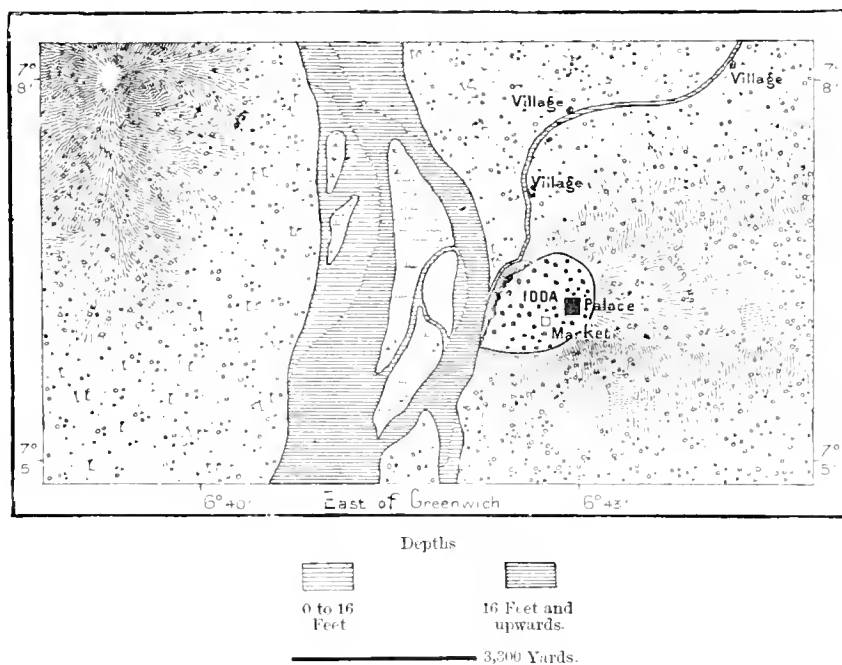 7°
8'
7°
8'
Village
Village
Village
IDDA
Palace
Market
7°
5'
7°
5'
6°40'
East of Greenwich
6°43'
Depths
0 to 16
Feet
16 Feet and
upwards.
3,300 Yards.